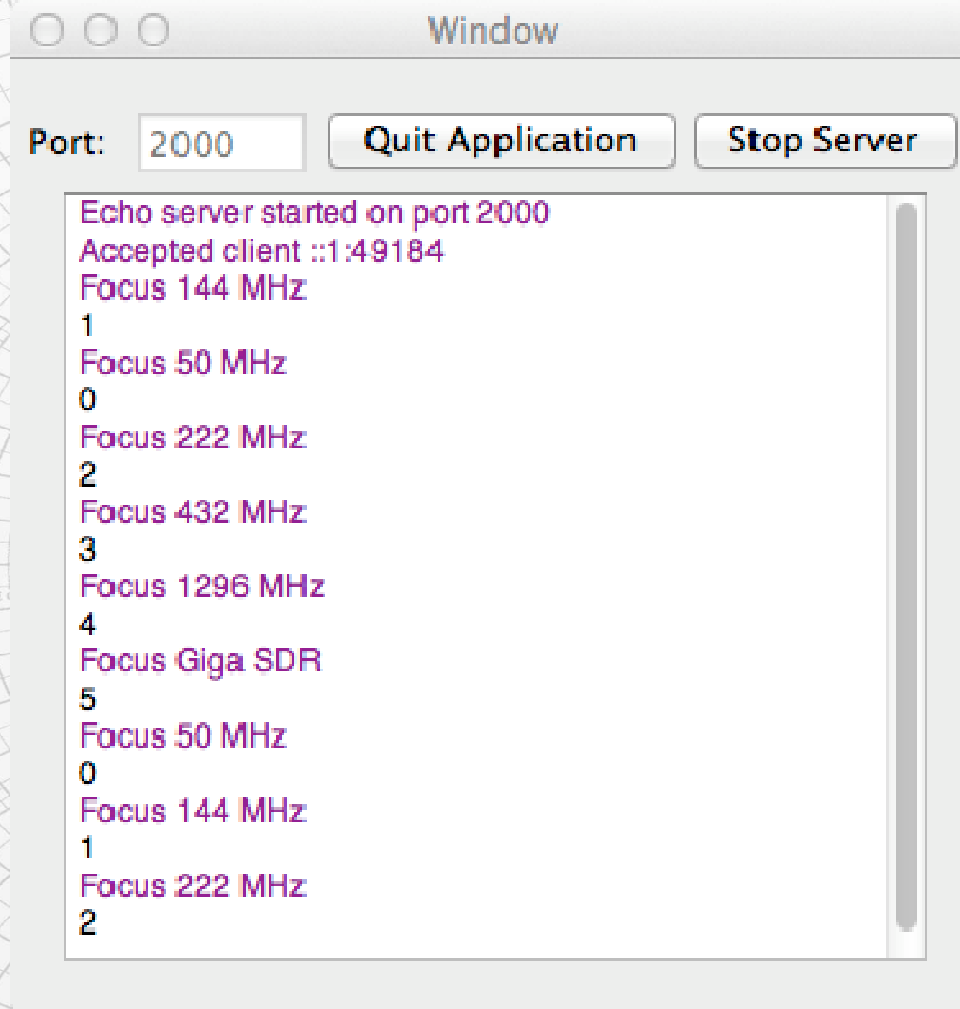 Window
Port: 2000 Quit Application Stop Server
Echo server started on port 2000
Accepted client ::1:49184
Focus 144 MHz
1
Focus 50 MHz
0
Focus 222 MHz
2
Focus 432 MHz
3
Focus 1296 MHz
4
Focus Giga SDR
5
Focus 50 MHz
0
Focus 144 MHz
1
Focus 222 MHz
2